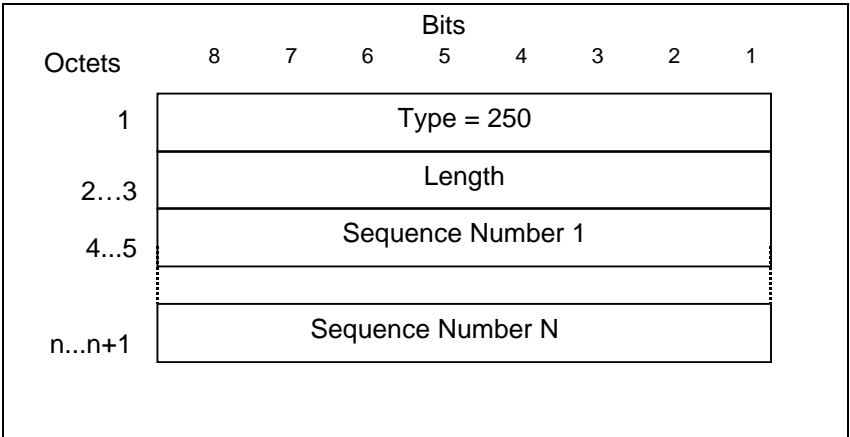 Bits
Octets 8 7 6 5 4 3 2 1
1 Type = 250
2…3 Length
4...5 Sequence Number 1
n...n+1 Sequence Number N